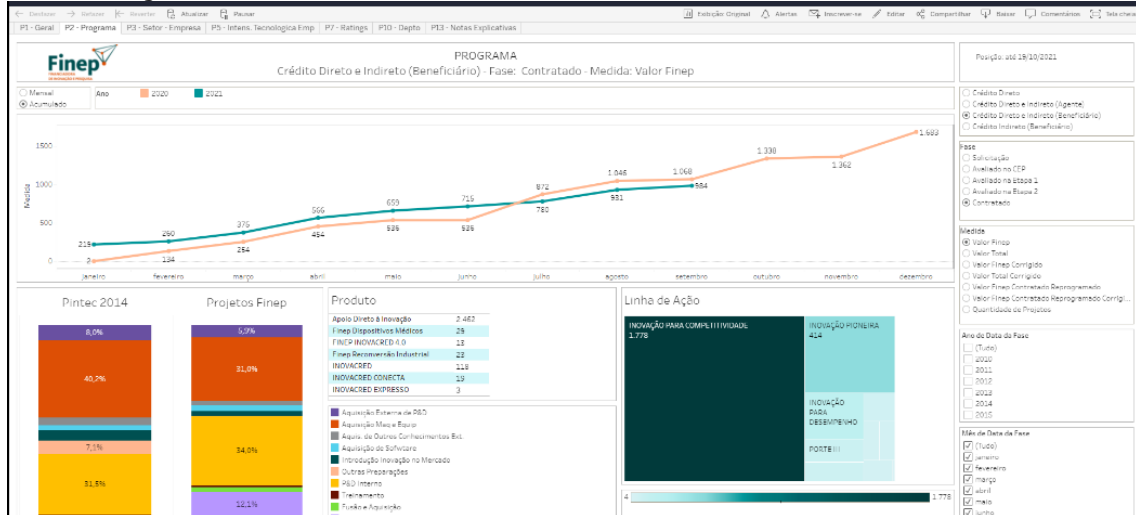 ← Desfazer → Refazer Reverter Atualizar Pausar
Exibição: Original Alertas Inscrever-se Editar Compartilhar Baixar Comentários Tela cheia
P1 - Geral P2 - Programa P3 - Setor - Empresa P5 - Intens. Tecnologica Emp P7 - Ratings P10 - Depto P13 - Notas Explicativas
Finep
PROGRAMA
Crédito Direto e Indireto (Beneficiário) - Fase: Contratado - Medida: Valor Finep
Posição: até 19/10/2021
Mensal
Acumulado
Ano
2020
2021
Crédito Direto
Crédito Direto e Indireto (Agente)
Crédito Direto e Indireto (Beneficiário)
Crédito Indireto (Beneficiário)
Medida
1500
1000
500
0
219
260
376
566
659
716
780
931
984
2
134
254
454
536
536
872
1.046
1.068
1.338
1.362
1.683
janeiro fevereiro março abril maio junho julho agosto setembro outubro novembro dezembro
Fase
Solicitação
Avaliado no CEP
Avaliado na Etapa 1
Avaliado na Etapa 2
Contratado
Medida
Valor Finep
Valor Total
Valor Finep Corrigido
Valor Total Corrigido
Valor Finep Contratado Reprogramado
Valor Finep Contratado Reprogramado Corrigi...
Quantidade de Projetos
Pintec 2014
8,0%
40,2%
7,1%
31,5%
Projetos Finep
5,9%
31,0%
34,0%
12,1%
Produto
Apoio Direto à Inovação 2.462
Finep Dispositivos Médicos 29
FINEP INOVACRED 4.0 13
Finep Reconversão Industrial 23
INOVACRED 118
INOVACRED CONECTA 19
INOVACRED EXPRESSO 3
Aquisição Externa de P&D
Aquisição Maq e Equip
Aquis. de Outros Conhecimentos Ext.
Aquisição de Software
Introdução Inovação no Mercado
Outras Preparações
P&D Interno
Treinamento
Fusão e Aquisição
Linha de Ação
INOVAÇÃO PARA COMPETITIVIDADE
1.778
INOVAÇÃO PIONEIRA
414
INOVAÇÃO
PARA
DESEMPENHO
PORTE III
4
1.778
Ano de Data da Fase
(Tudo)
2010
2011
2012
2013
2014
2015
Mês de Data da Fase
(Tudo)
janeiro
fevereiro
março
abril
maio
junho